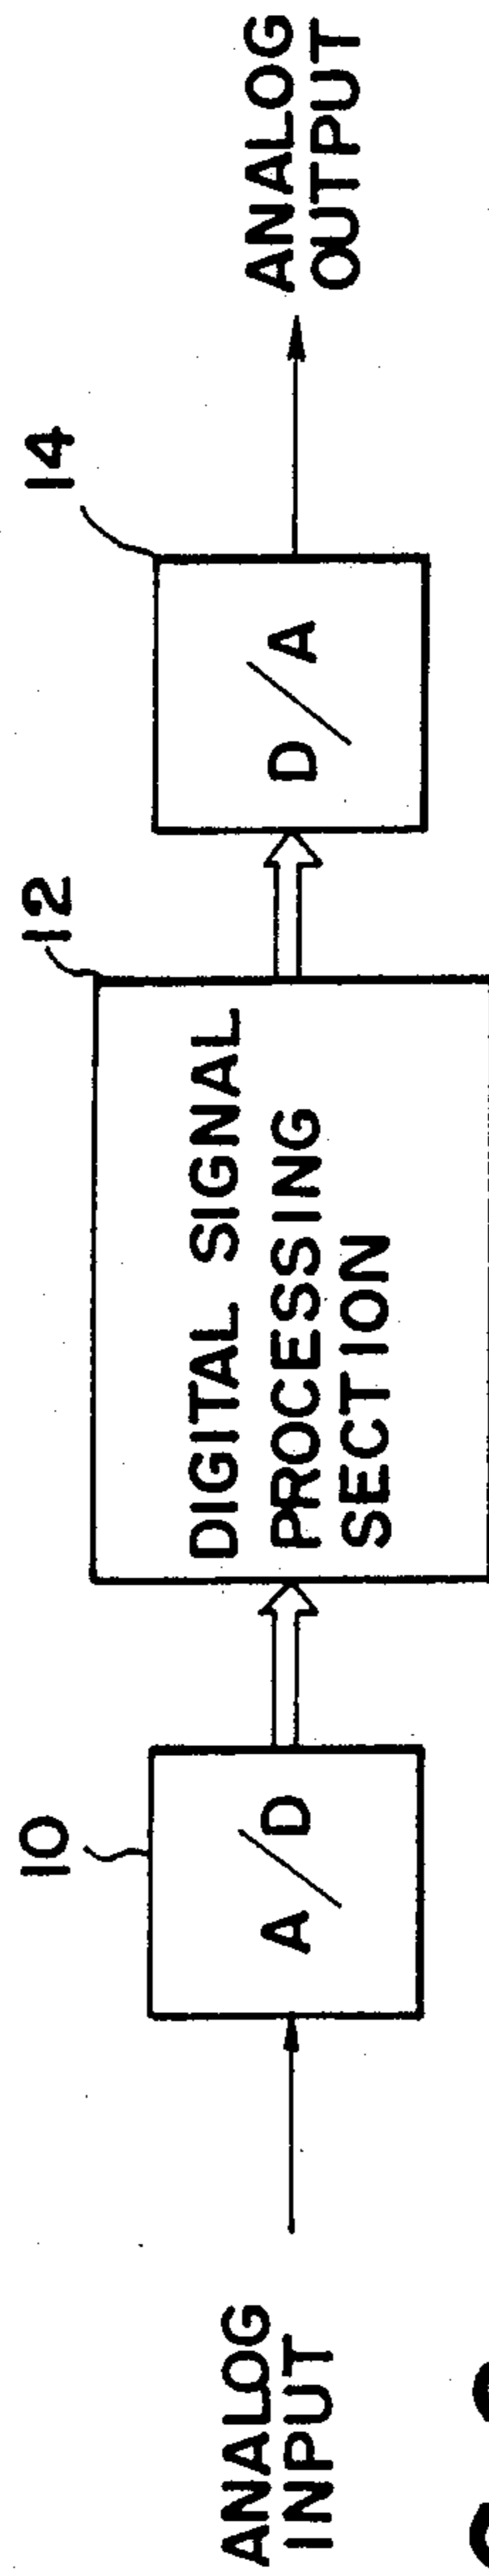 ANALOG
INPUT
10
A/D
12
DIGITAL SIGNAL
PROCESSING
SECTION
14
D/A
ANALOG
OUTPUT